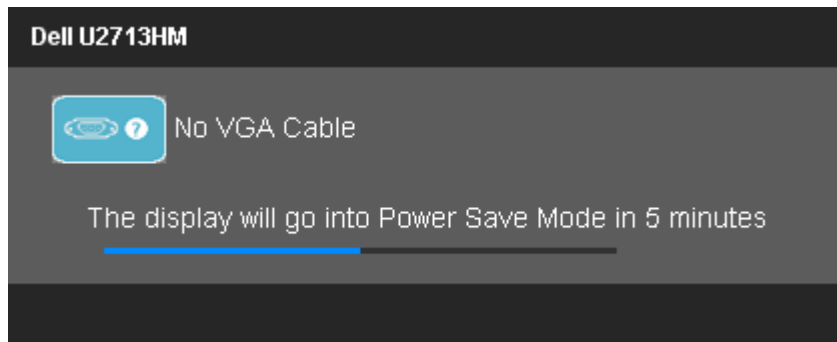 Dell U2713HM
? No VGA Cable
The display will go into Power Save Mode in 5 minutes